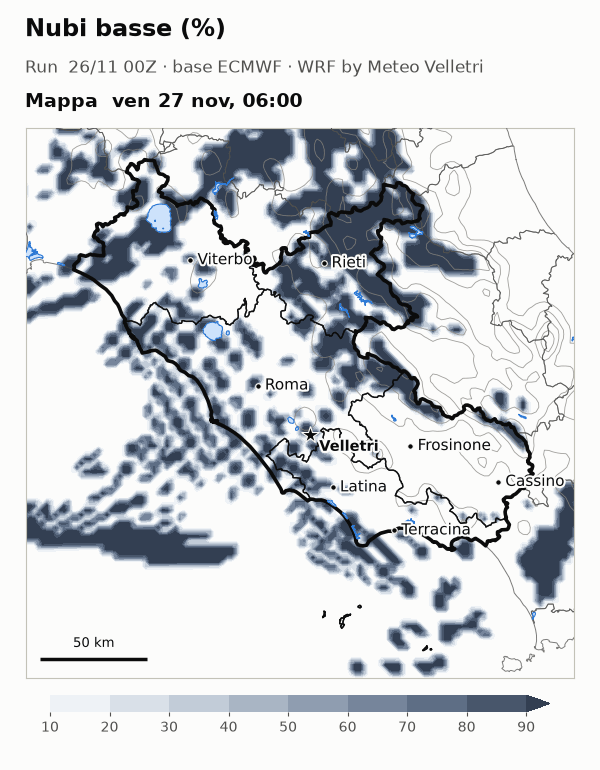 Nubi basse (%)
Run  26/11 00Z · base ECMWF · WRF by Meteo Velletri
Mappa  ven 27 nov, 06:00
Viterbo
Rieti
Roma
Velletri
Frosinone
Latina
Cassino
Terracina
50 km
10 20 30 40 50 60 70 80 90